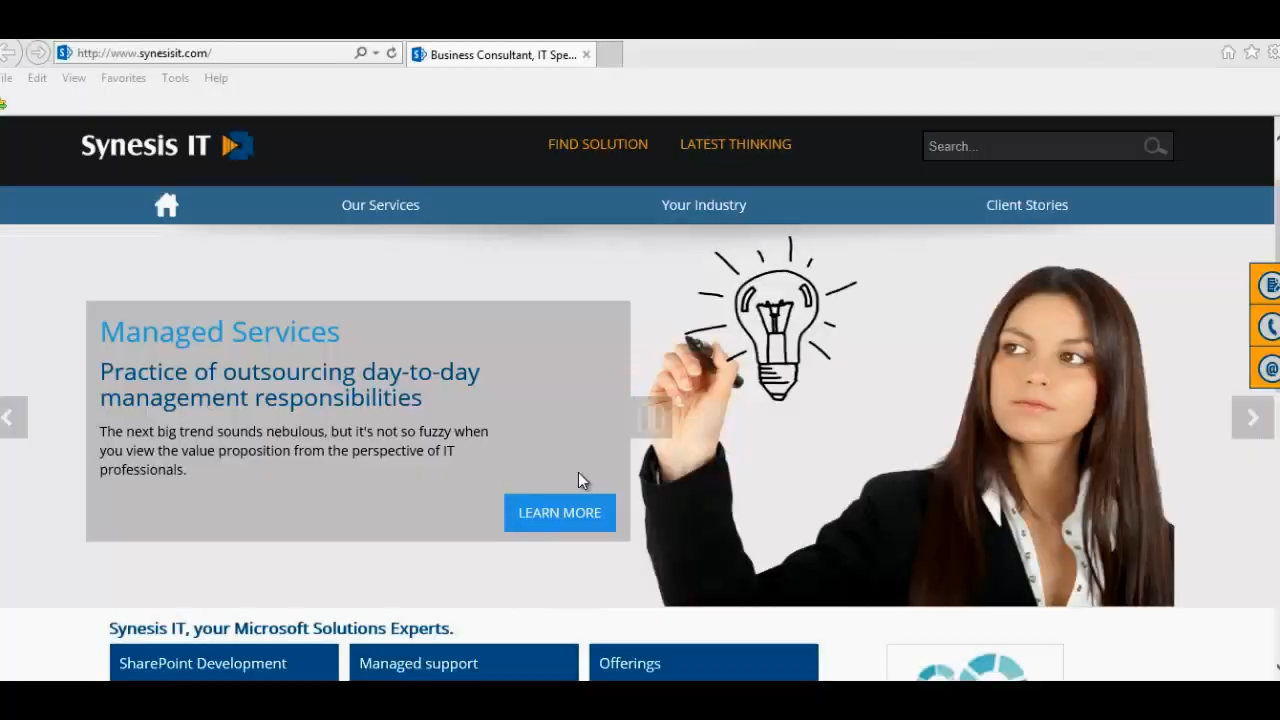 http://www.synesisit.com/
Business Consultant, IT Spe...
Edit View Favorites Tools Help
Synesis IT
FIND SOLUTION
LATEST THINKING
Search...
Our Services
Your Industry
Client Stories
Managed Services
Practice of outsourcing day-to-day
management responsibilities
The next big trend sounds nebulous, but it's not so fuzzy when
you view the value proposition from the perspective of IT
professionals.
LEARN MORE
Synesis IT, your Microsoft Solutions Experts.
SharePoint Development
Managed support
Offerings